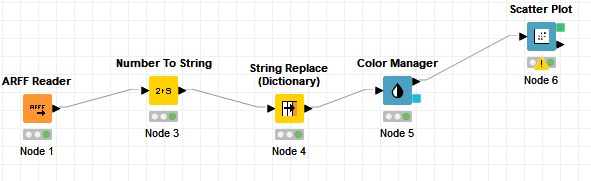 Scatter Plot
Node 6
Number To String
2›S
Node 3
String Replace
(Dictionary)
Node 4
Color Manager
Node 5
ARFF Reader
ARFF
Node 1